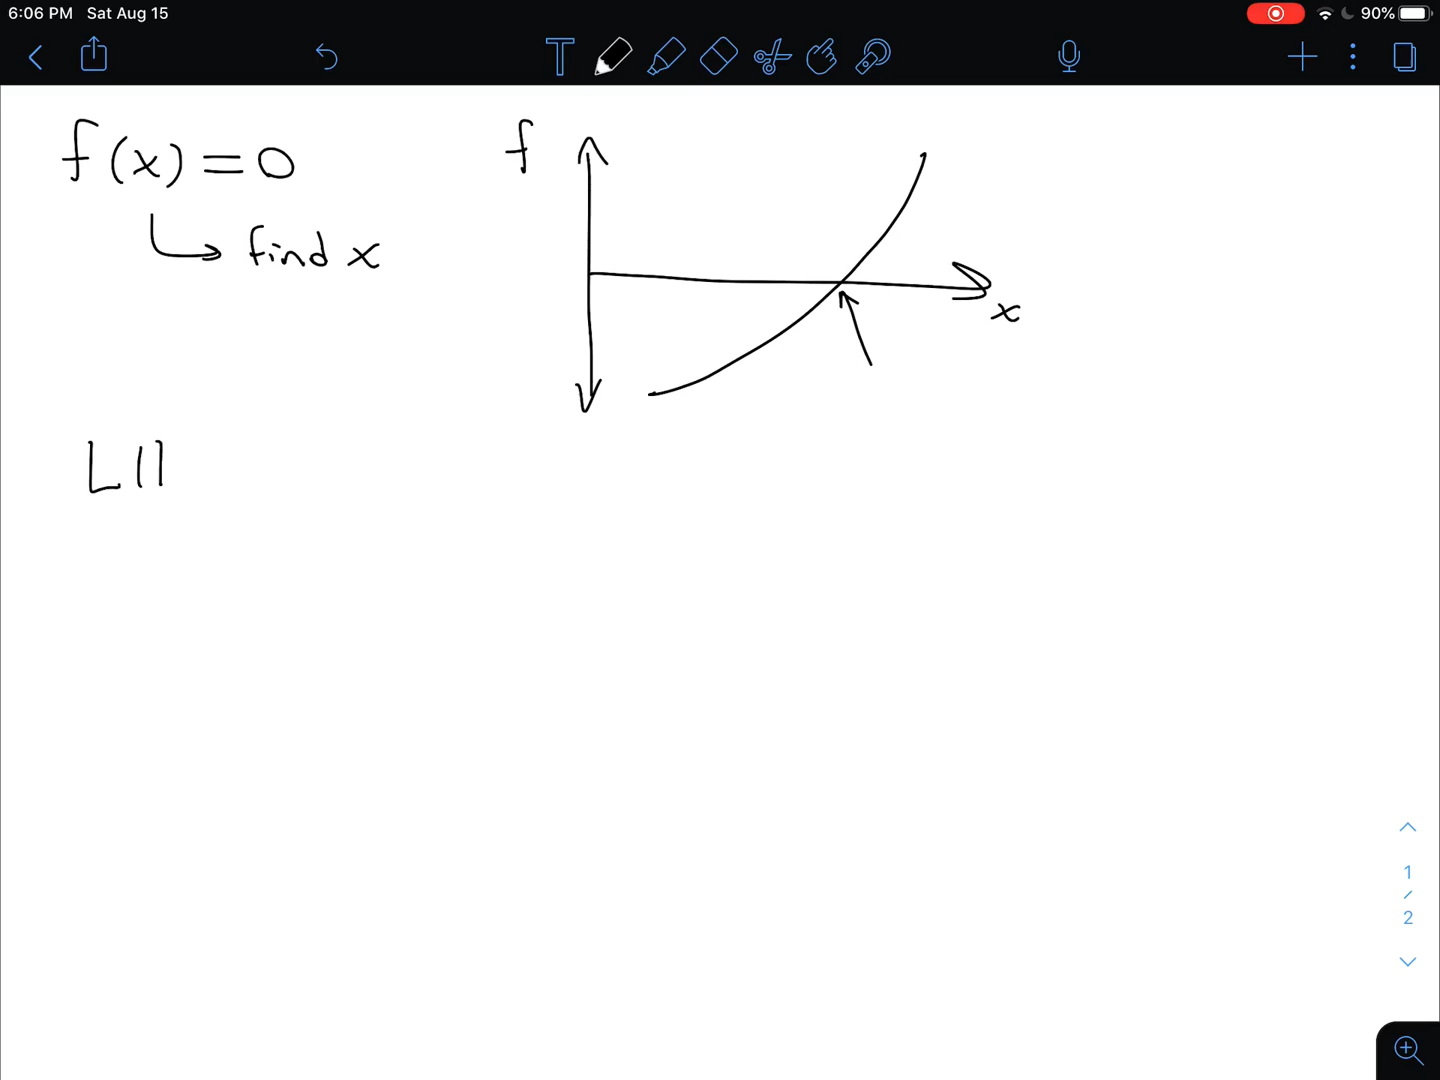 6:06 PM Sat Aug 15
90%
f(x) = 0
find x
f
x
L11
1
/
2